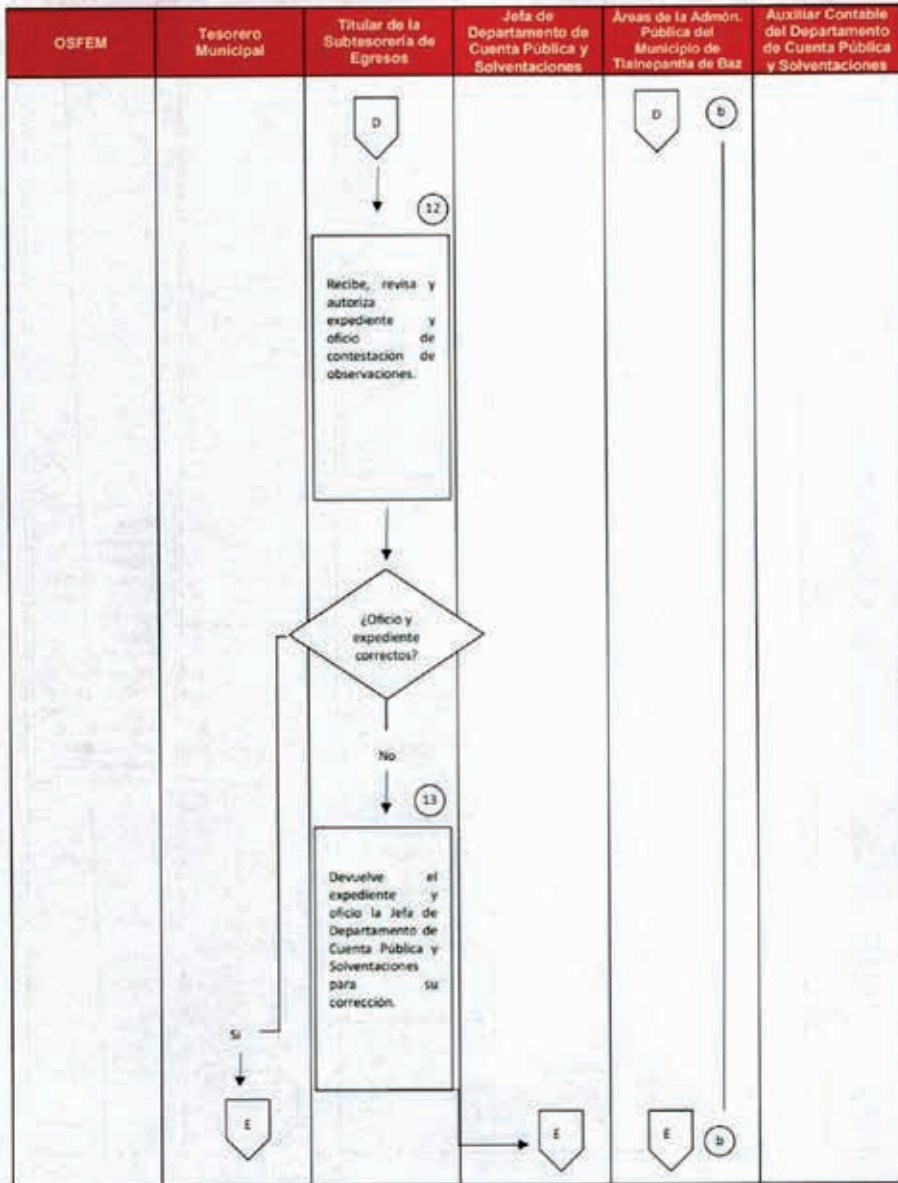 OSFEM
Tesorero
Municipal
Titular de la
Subtesorería de
Egresos
Jefa de
Departamento de
Cuenta Pública y
Solventaciones
Áreas de la Admón.
Pública del
Municipio de
Tlalnepantla de Baz
Auxiliar Contable
del Departamento
de Cuenta Pública
y Solventaciones
D
D
b
12
Recibe, revisa y
autoriza
expediente y
oficio de
contestación de
observaciones.
¿Oficio y
expediente
correctos?
No
13
Devuelve el
expediente y
oficio la Jefa de
Departamento de
Cuenta Pública y
Solventaciones
para su
corrección.
Si
E
E
E
b